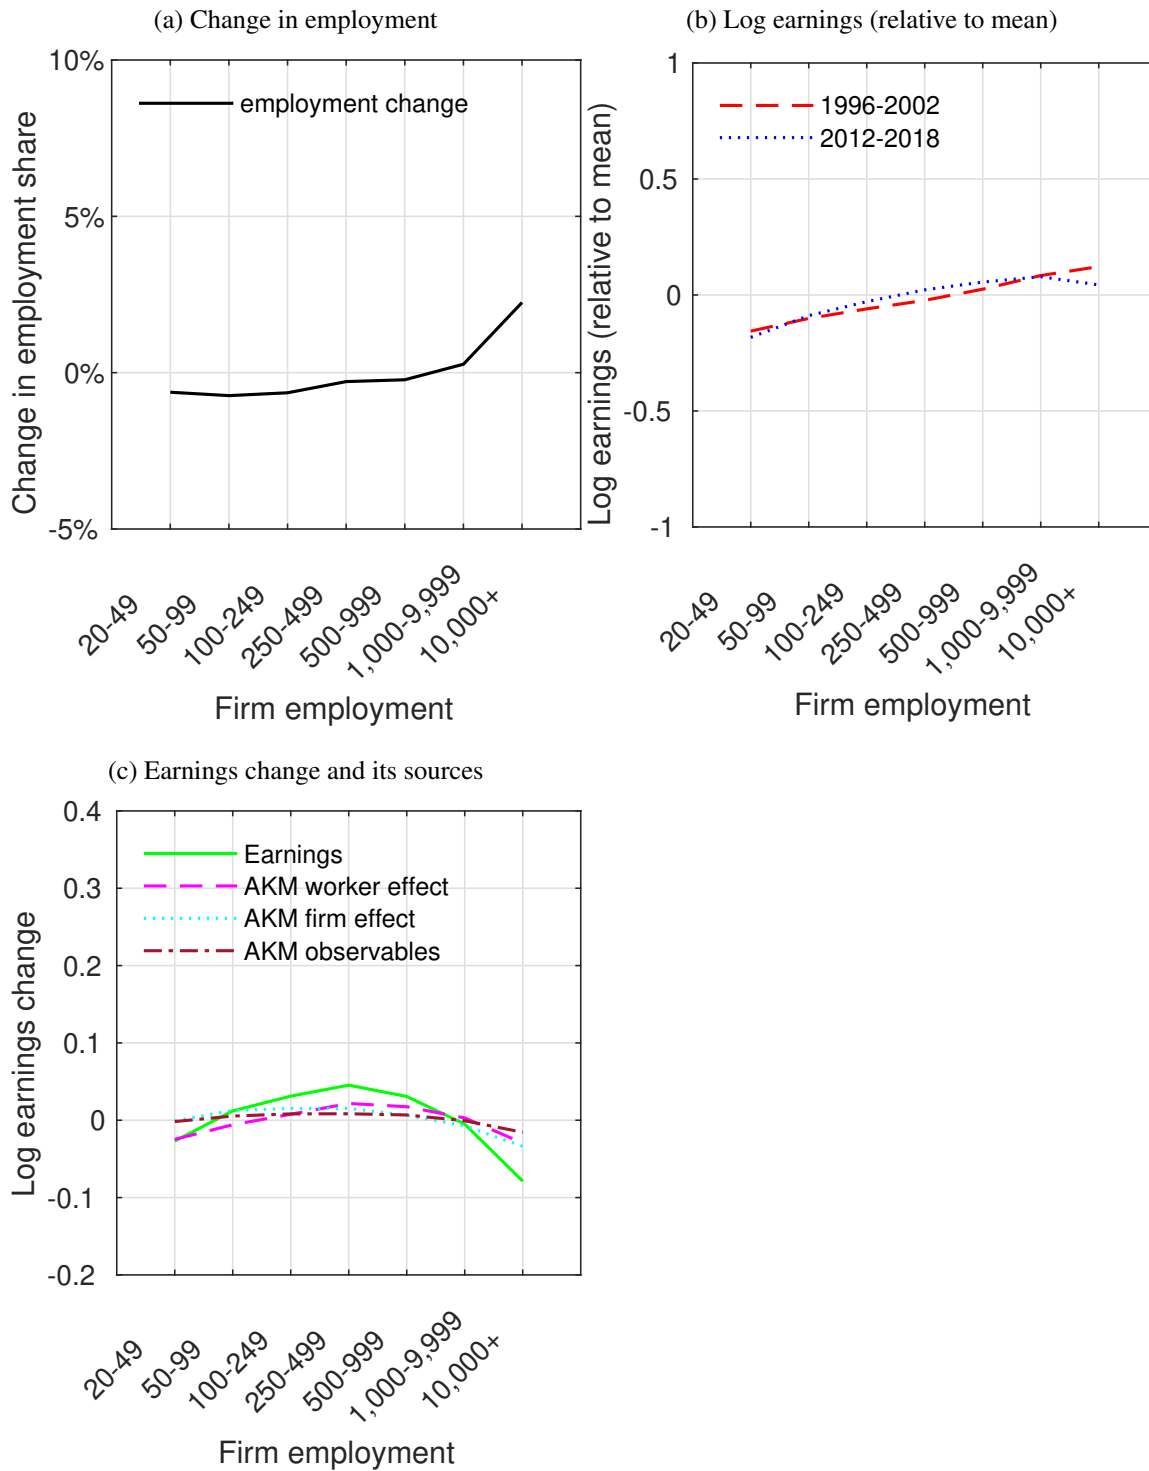 (a) Change in employment
10%
5%
0%
-5%
Change in employment share
employment change
20-49
50-99
100-249
250-499
500-999
1,000-9,999
10,000+
Firm employment
(b) Log earnings (relative to mean)
1
0.5
0
-0.5
-1
Log earnings (relative to mean)
1996-2002
2012-2018
20-49
50-99
100-249
250-499
500-999
1,000-9,999
10,000+
Firm employment
(c) Earnings change and its sources
0.4
0.3
0.2
0.1
0
-0.1
-0.2
Log earnings change
Earnings
AKM worker effect
AKM firm effect
AKM observables
20-49
50-99
100-249
250-499
500-999
1,000-9,999
10,000+
Firm employment